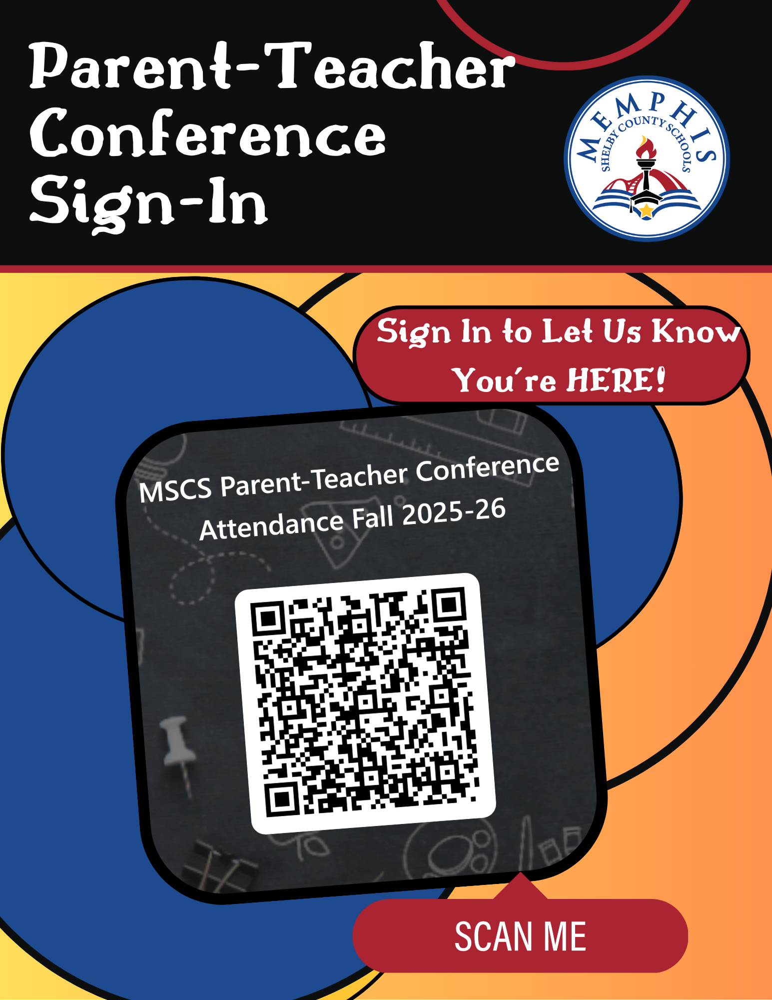 Parent-Teacher
Conference
Sign-In
MEMPHIS
SHELBY COUNTY SCHOOLS
Sign In to Let Us Know
You're HERE!
MSCS Parent-Teacher Conference
Attendance Fall 2025-26
SCAN ME